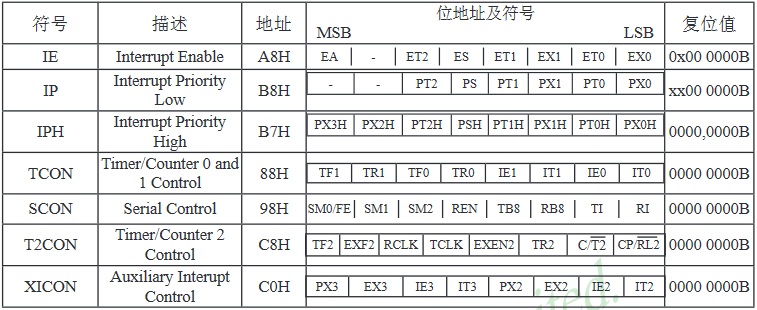 符号 描述 地址 位地址及符号 复位值
MSB LSB
IE Interrupt Enable A8H EA - ET2 ES ET1 EX1 ET0 EX0 0x00 0000B
IP Interrupt Priority Low B8H - - PT2 PS PT1 PX1 PT0 PX0 xx00 0000B
IPH Interrupt Priority High B7H PX3H PX2H PT2H PSH PT1H PX1H PT0H PX0H 0000,0000B
TCON Timer/Counter 0 and 1 Control 88H TF1 TR1 TF0 TR0 IE1 IT1 IE0 IT0 0000 0000B
SCON Serial Control 98H SM0/FE SM1 SM2 REN TB8 RB8 TI RI 0000 0000B
T2CON Timer/Counter 2 Control C8H TF2 EXF2 RCLK TCLK EXEN2 TR2 C/T2 CP/RL2 0000 0000B
XICON Auxiliary Interupt Control C0H PX3 EX3 IE3 IT3 PX2 EX2 IE2 IT2 0000 0000B